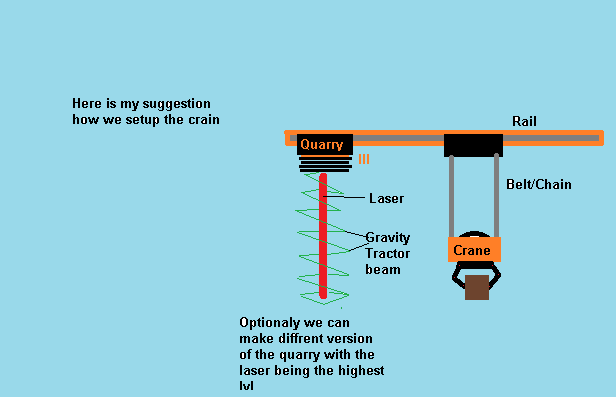 Here is my suggestion
how we setup the crain
Rail
Quarry
III
Laser
Belt/Chain
Gravity
Tractor
beam
Crane
Optionaly we can
make diffrent version
of the quarry with the
laser being the highest
lvl